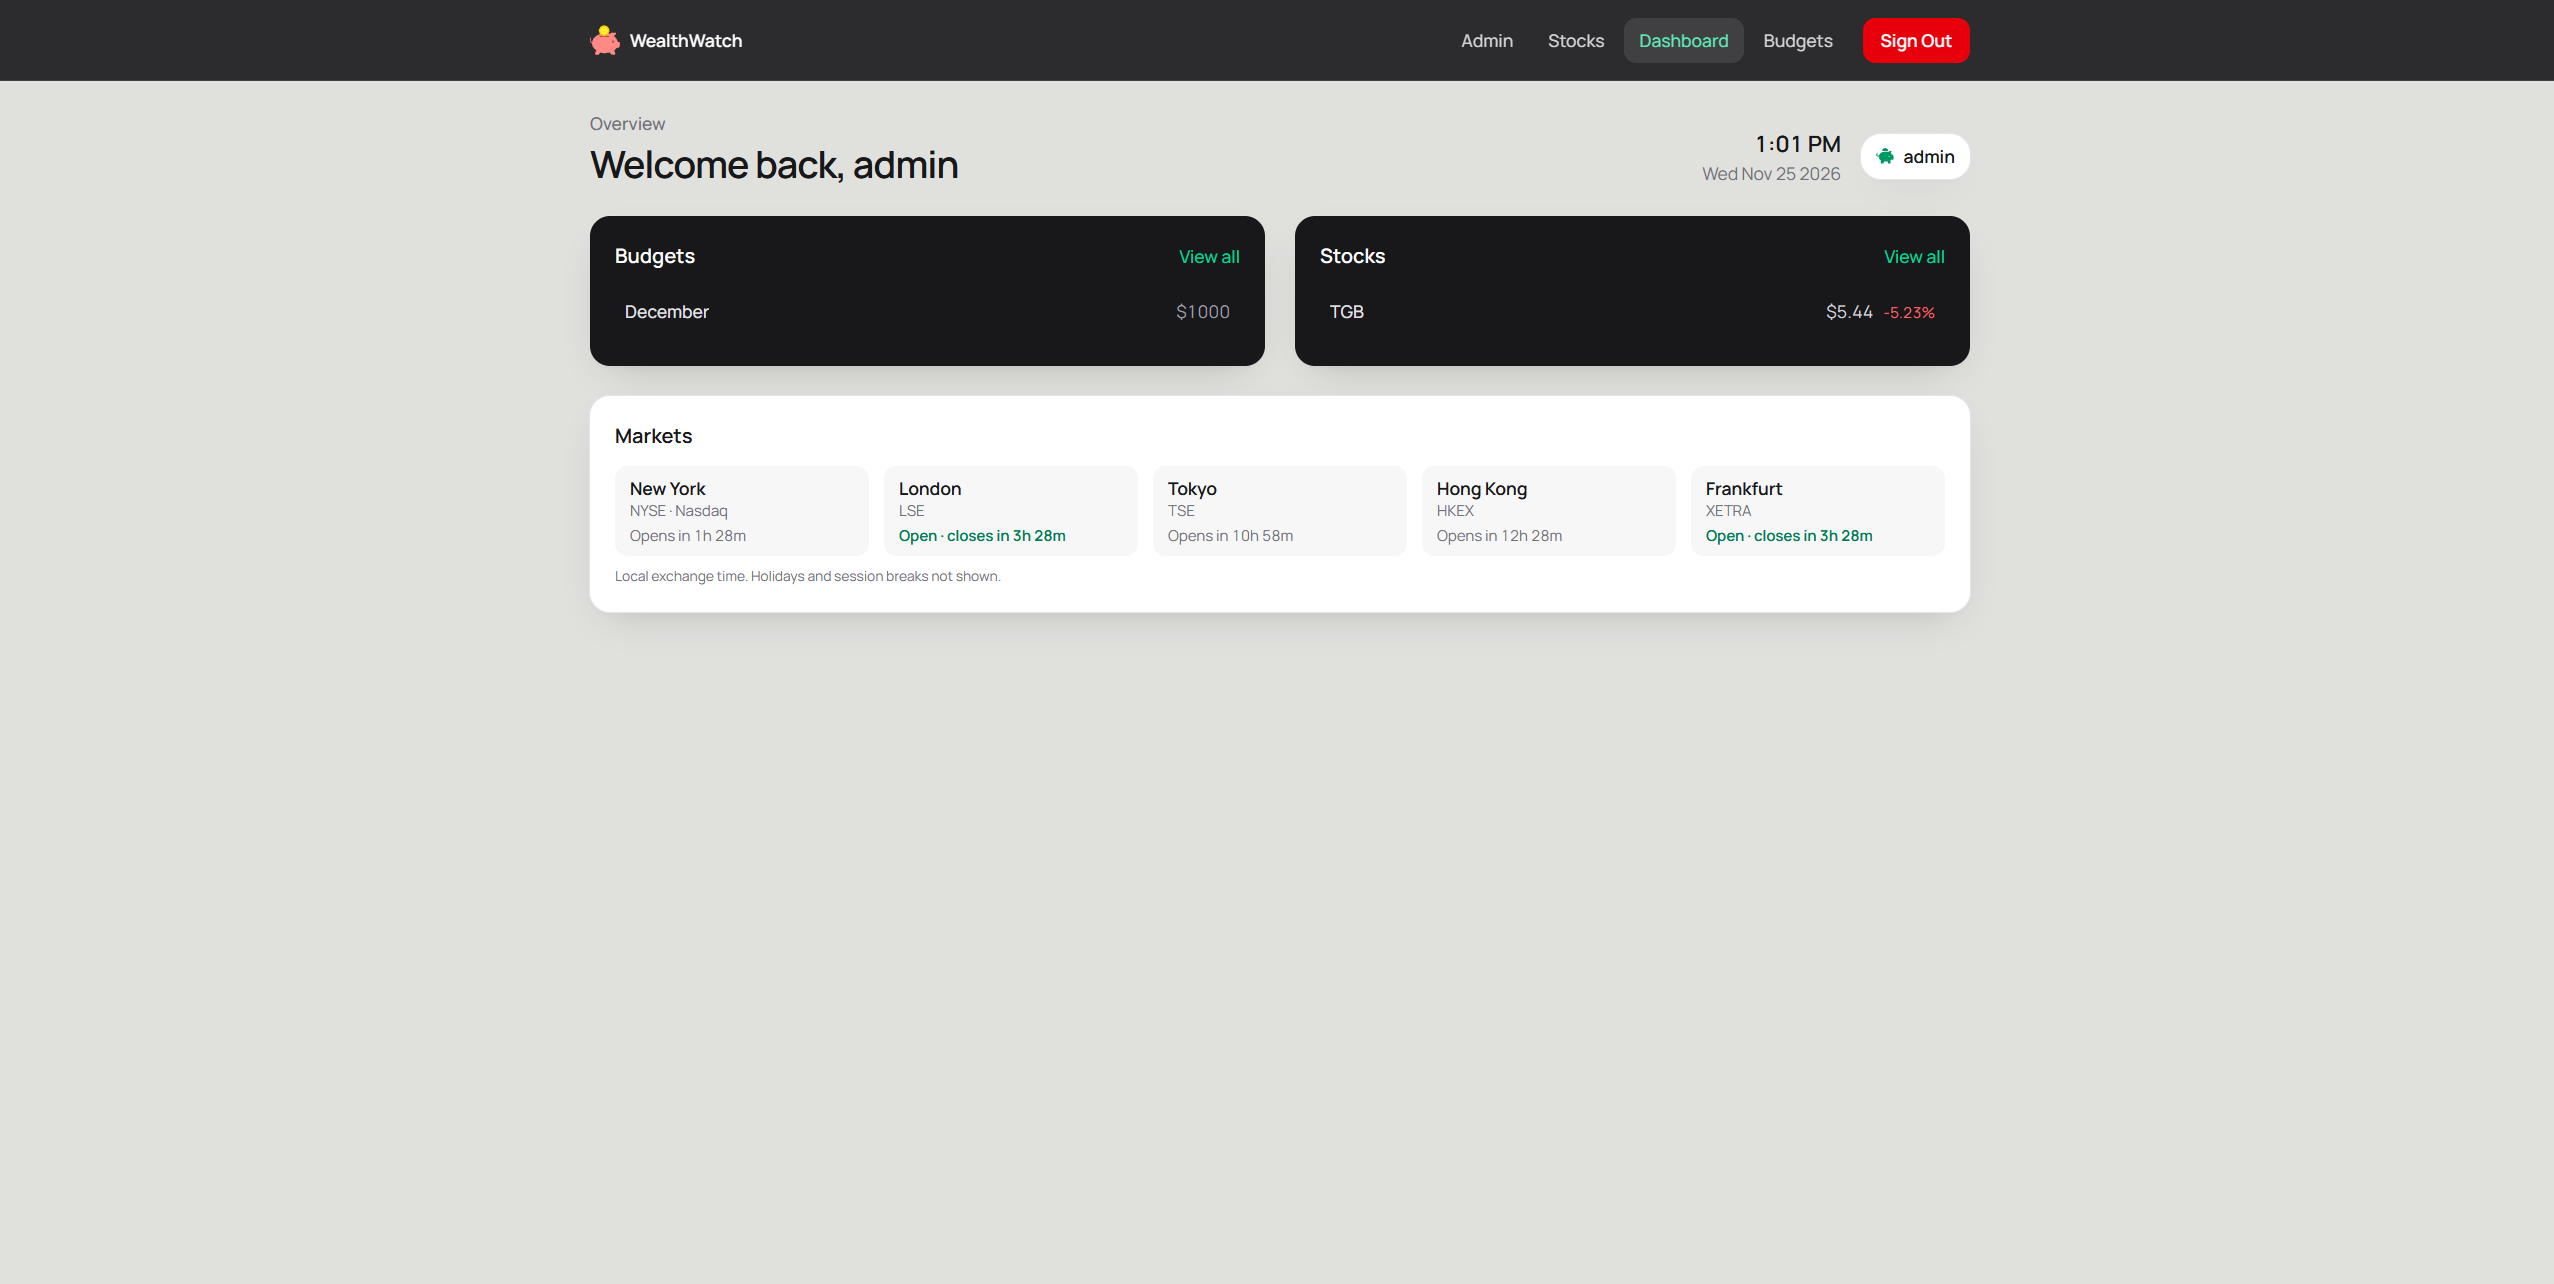 WealthWatch
Admin
Stocks
Dashboard
Budgets
Sign Out
Overview
Welcome back, admin
1:01 PM
Wed Nov 25 2026
admin
Budgets
View all
December
$1000
Stocks
View all
TGB
$5.44 -5.23%
Markets
New York
NYSE · Nasdaq
Opens in 1h 28m
London
LSE
Open · closes in 3h 28m
Tokyo
TSE
Opens in 10h 58m
Hong Kong
HKEX
Opens in 12h 28m
Frankfurt
XETRA
Open · closes in 3h 28m
Local exchange time. Holidays and session breaks not shown.